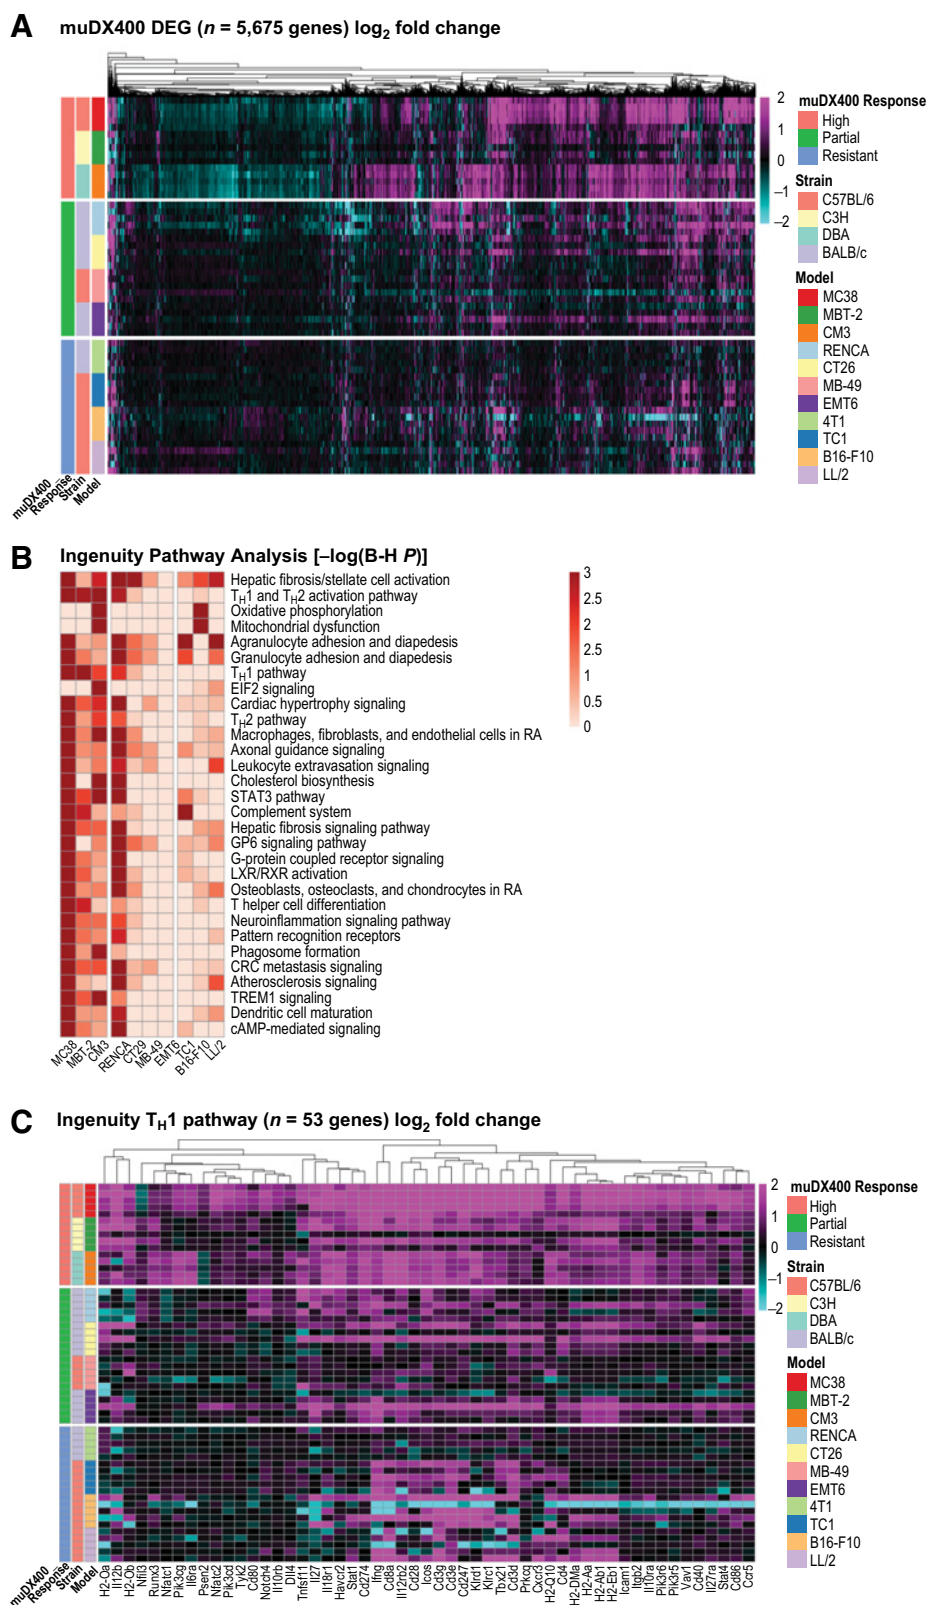 A muDX400 DEG (n = 5,675 genes) log2 fold change
2
1
0
–1
–2
muDX400 Response
High
Partial
Resistant
Strain
C57BL/6
C3H
DBA
BALB/c
Model
MC38
MBT-2
CM3
RENCA
CT26
MB-49
EMT6
4T1
TC1
B16-F10
LL/2
muDX400
Response
Strain
Model
B Ingenuity Pathway Analysis [–log(B-H P)]
Hepatic fibrosis/stellate cell activation
TH1 and TH2 activation pathway
Oxidative phosphorylation
Mitochondrial dysfunction
Agranulocyte adhesion and diapedesis
Granulocyte adhesion and diapedesis
TH1 pathway
EIF2 signaling
Cardiac hypertrophy signaling
TH2 pathway
Macrophages, fibroblasts, and endothelial cells in RA
Axonal guidance signaling
Leukocyte extravasation signaling
Cholesterol biosynthesis
STAT3 pathway
Complement system
Hepatic fibrosis signaling pathway
GP6 signaling pathway
G-protein coupled receptor signaling
LXR/RXR activation
Osteoblasts, osteoclasts, and chondrocytes in RA
T helper cell differentiation
Neuroinflammation signaling pathway
Pattern recognition receptors
Phagosome formation
CRC metastasis signaling
Atherosclerosis signaling
TREM1 signaling
Dendritic cell maturation
cAMP-mediated signaling
3
2.5
2
1.5
1
0.5
0
MC38
MBT-2
CM3
RENCA
CT29
MB-49
EMT6
TC1
B16-F10
LL/2
C Ingenuity TH1 pathway (n = 53 genes) log2 fold change
2
1
0
–1
–2
muDX400 Response
High
Partial
Resistant
Strain
C57BL/6
C3H
DBA
BALB/c
Model
MC38
MBT-2
CM3
RENCA
CT26
MB-49
EMT6
4T1
TC1
B16-F10
LL/2
muDX400
Response
Strain
Model
H2-Oa
Il12b
H2-Ob
Nfil3
Runx3
Nfatc1
Pik3cg
Il6ra
Psen2
Nfatc2
Pik3cd
Tyk2
Cd80
Notch4
Il10rb
Dll4
Tnfsf11
Il27
Il18r1
Havcr2
Stat1
Cd274
Ifng
Cd8a
Il12rb2
Cd28
Icos
Cd3g
Cd3e
Cd247
Klrd1
Klrc1
Tbx21
Cd3d
Prkcq
Cxcr3
H2-Q10
Cd4
H2-DMa
H2-Aa
H2-Ab1
H2-Eb1
Icam1
Itgb2
Il10ra
Pik3r6
Pik3r5
Vav1
Cd40
Il27ra
Stat4
Cd86
Ccr5